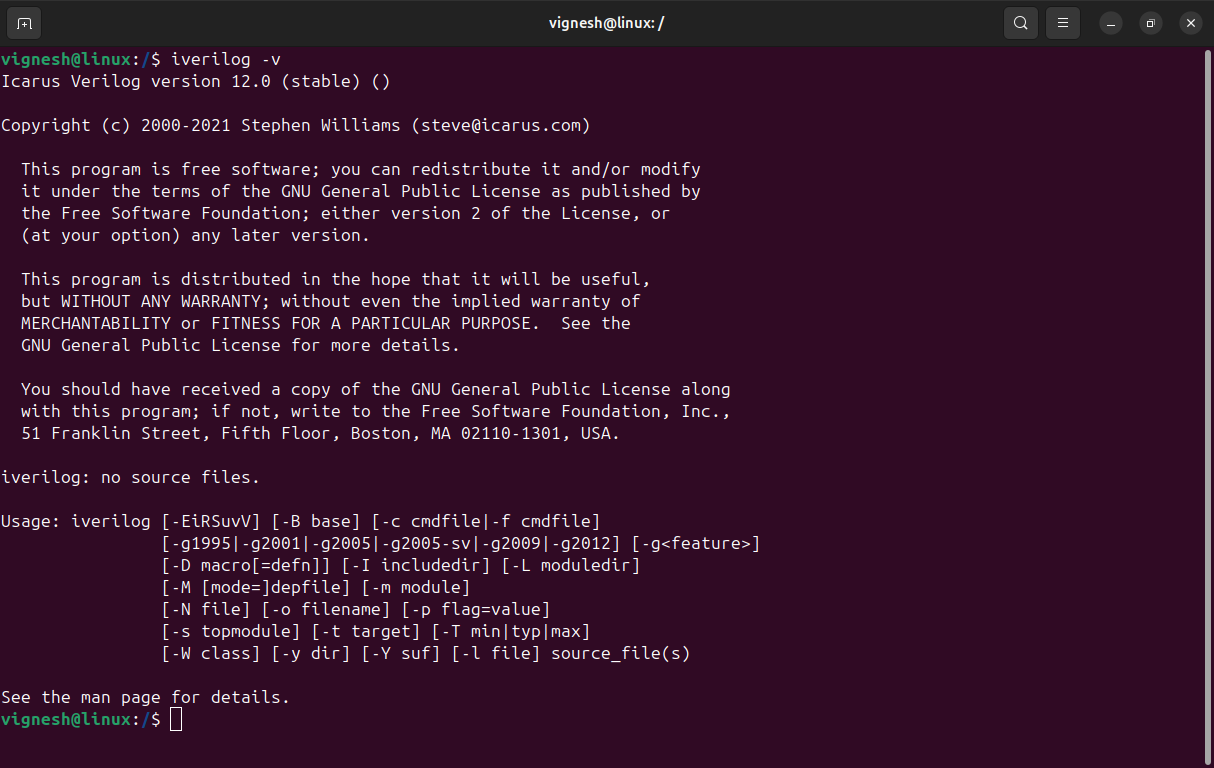 vignesh@linux: /
vignesh@linux:/$ iverilog -v
Icarus Verilog version 12.0 (stable) ()
Copyright (c) 2000-2021 Stephen Williams (steve@icarus.com)
This program is free software; you can redistribute it and/or modify
it under the terms of the GNU General Public License as published by
the Free Software Foundation; either version 2 of the License, or
(at your option) any later version.
This program is distributed in the hope that it will be useful,
but WITHOUT ANY WARRANTY; without even the implied warranty of
MERCHANTABILITY or FITNESS FOR A PARTICULAR PURPOSE.  See the
GNU General Public License for more details.
You should have received a copy of the GNU General Public License along
with this program; if not, write to the Free Software Foundation, Inc.,
51 Franklin Street, Fifth Floor, Boston, MA 02110-1301, USA.
iverilog: no source files.
Usage: iverilog [-EiRSuvV] [-B base] [-c cmdfile|-f cmdfile]
[-g1995|-g2001|-g2005|-g2005-sv|-g2009|-g2012] [-g<feature>]
[-D macro[=defn]] [-I includedir] [-L moduledir]
[-M [mode=]depfile] [-m module]
[-N file] [-o filename] [-p flag=value]
[-s topmodule] [-t target] [-T min|typ|max]
[-W class] [-y dir] [-Y suf] [-l file] source_file(s)
See the man page for details.
vignesh@linux:/$